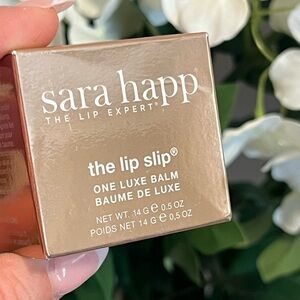 sara happ
THE LIP EXPERT®
the lip slip®
ONE LUXE BALM
BAUME DE LUXE
NET WT. 14 G ℮ 0.5 OZ
POIDS NET 14 G ℮ 0,5 OZ